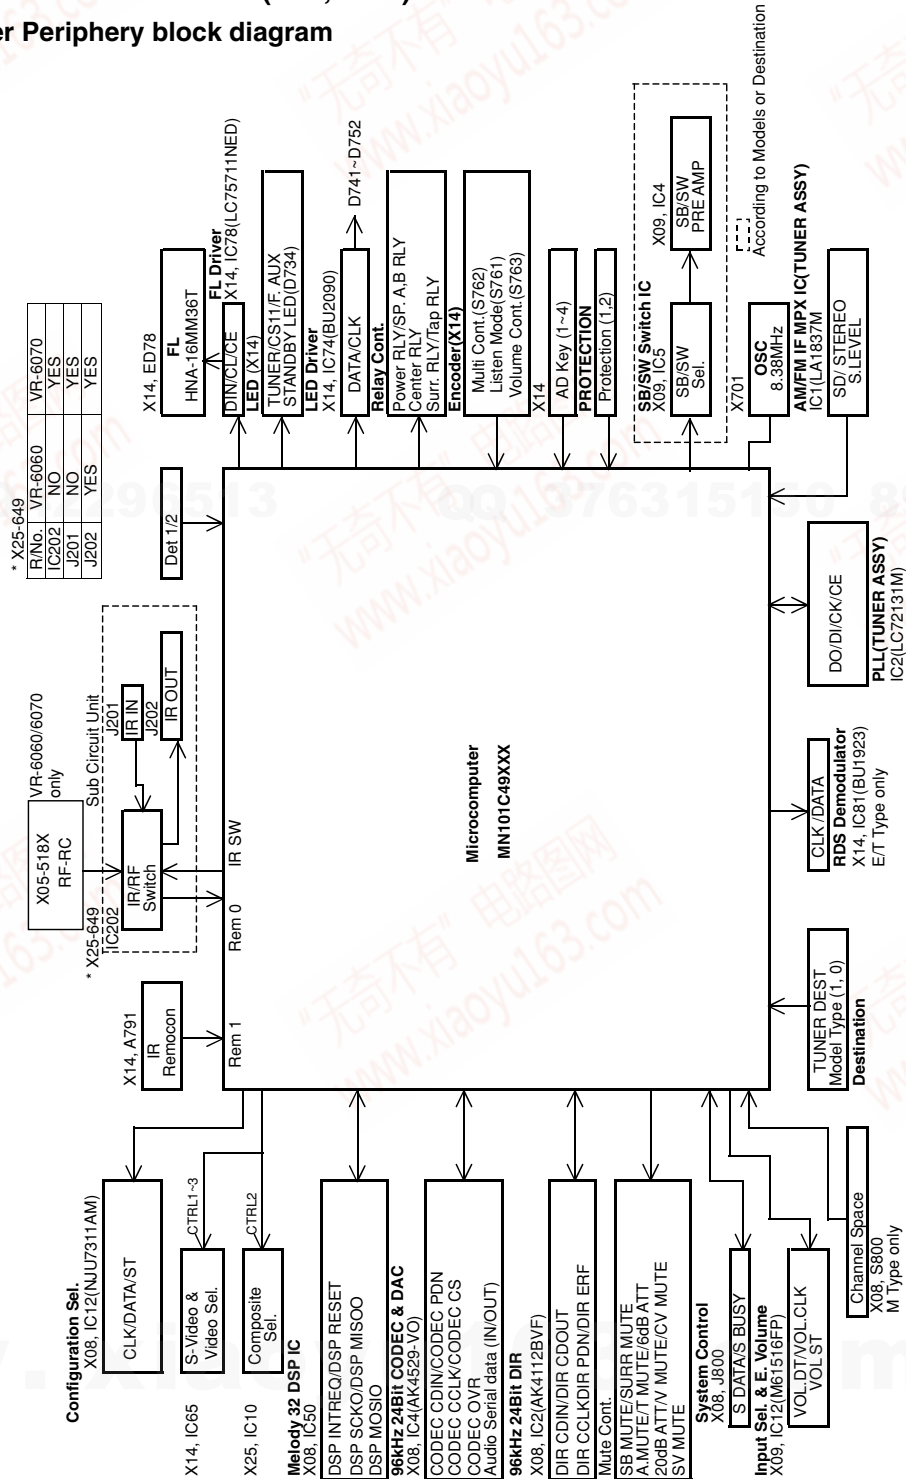 er Periphery block diagram
* X25-649
R/No. VR-6060 VR-6070
IC202 NO YES
J201 NO YES
J202 YES YES
VR-6060/6070
only
X05-518X
RF-RC
Sub Circuit Unit
* X25-649
IC202
IR/RF
Switch
J201
IR IN
J202
IR OUT
X14, A791
IR
Remocon
Rem 1
Rem 0
IR SW
Det 1/2
X14, ED78
FL
HNA-16MM36T
FL Driver
X14, IC78(LC75711NED)
DIN/CL/CE
LED (X14)
TUNER/CS11/F. AUX
STANDBY LED(D734)
LED Driver
X14, IC74(BU2090)
DATA/CLK
D741~D752
Relay Cont.
Power RLY/SP. A,B RLY
Center RLY
Surr. RLY/Tap RLY
Encoder(X14)
Multi Cont.(S762)
Listen Mode(S761)
Volume Cont.(S763)
X14
AD Key (1~4)
PROTECTION
Protection (1,2)
SB/SW Switch IC
X09, IC5
SB/SW
Sel.
X09, IC4
SB/SW
PRE AMP
X701
OSC
8.38MHz
According to Models or Destination
AM/FM IF MPX IC(TUNER ASSY)
IC1(LA1837M
SD/ STEREO
S.LEVEL
Microcomputer
MN101C49XXX
DO/DI/CK/CE
PLL(TUNER ASSY)
IC2(LC72131M)
CLK /DATA
RDS Demodulator
X14, IC81(BU1923)
E/T Type only
TUNER DEST
Model Type (1, 0)
Destination
Configuration Sel.
X08, IC12(NJU7311AM)
CLK/DATA/ST
X14, IC65
S-Video &
Video Sel.
CTRL1~3
X25, IC10
Composite
Sel.
CTRL2
Melody 32 DSP IC
X08, IC50
DSP INTREQ/DSP RESET
DSP SCKO/DSP MISOO
DSP MOSIO
96kHz 24Bit CODEC & DAC
X08, IC4(AK4529-VO)
CODEC CDIN/CODEC PDN
CODEC CCLK/CODEC CS
CODEC OVR
Audio Serial data (IN/OUT)
96kHz 24Bit DIR
X08, IC2(AK4112BVF)
DIR CDIN/DIR CDOUT
DIR CCLKDIR PDN/DIR ERF
Mute Cont.
SB MUTE/SURR MUTE
A.MUTE/T MUTE/6dB ATT
20dB ATT/V MUTE/CV MUTE
SV MUTE
System Control
X08, J800
S DATA/S BUSY
Input Sel. & E. Volume
X09, IC12(M61516FP)
VOL.DT/VOL.CLK
VOL ST
Channel Space
X08, S800
M Type only
"无奇不有" 电路图网
www.xiaoyu163.com
QQ 376315150